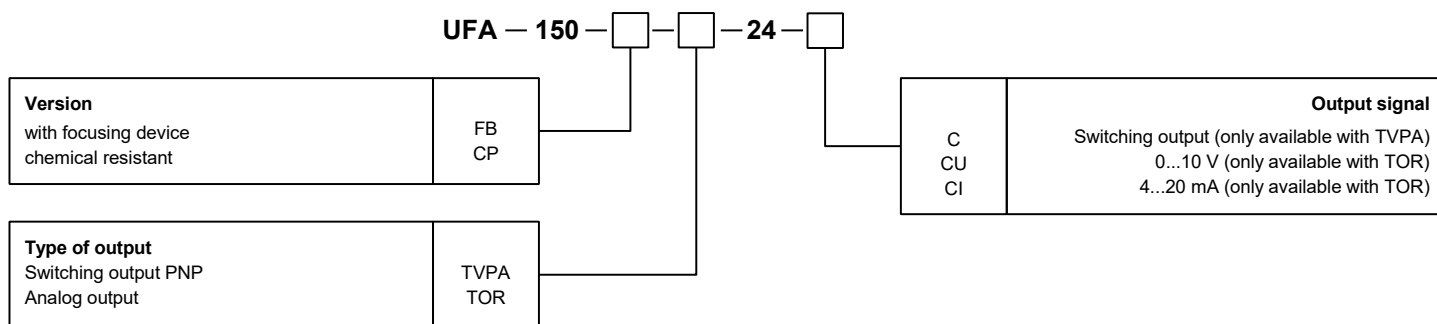 UFA — 150 — □ — □ — 24 — □
Version
with focusing device FB
chemical resistant CP
Output signal
C Switching output (only available with TVPA)
CU 0...10 V (only available with TOR)
CI 4...20 mA (only available with TOR)
Type of output
Switching output PNP TVPA
Analog output TOR